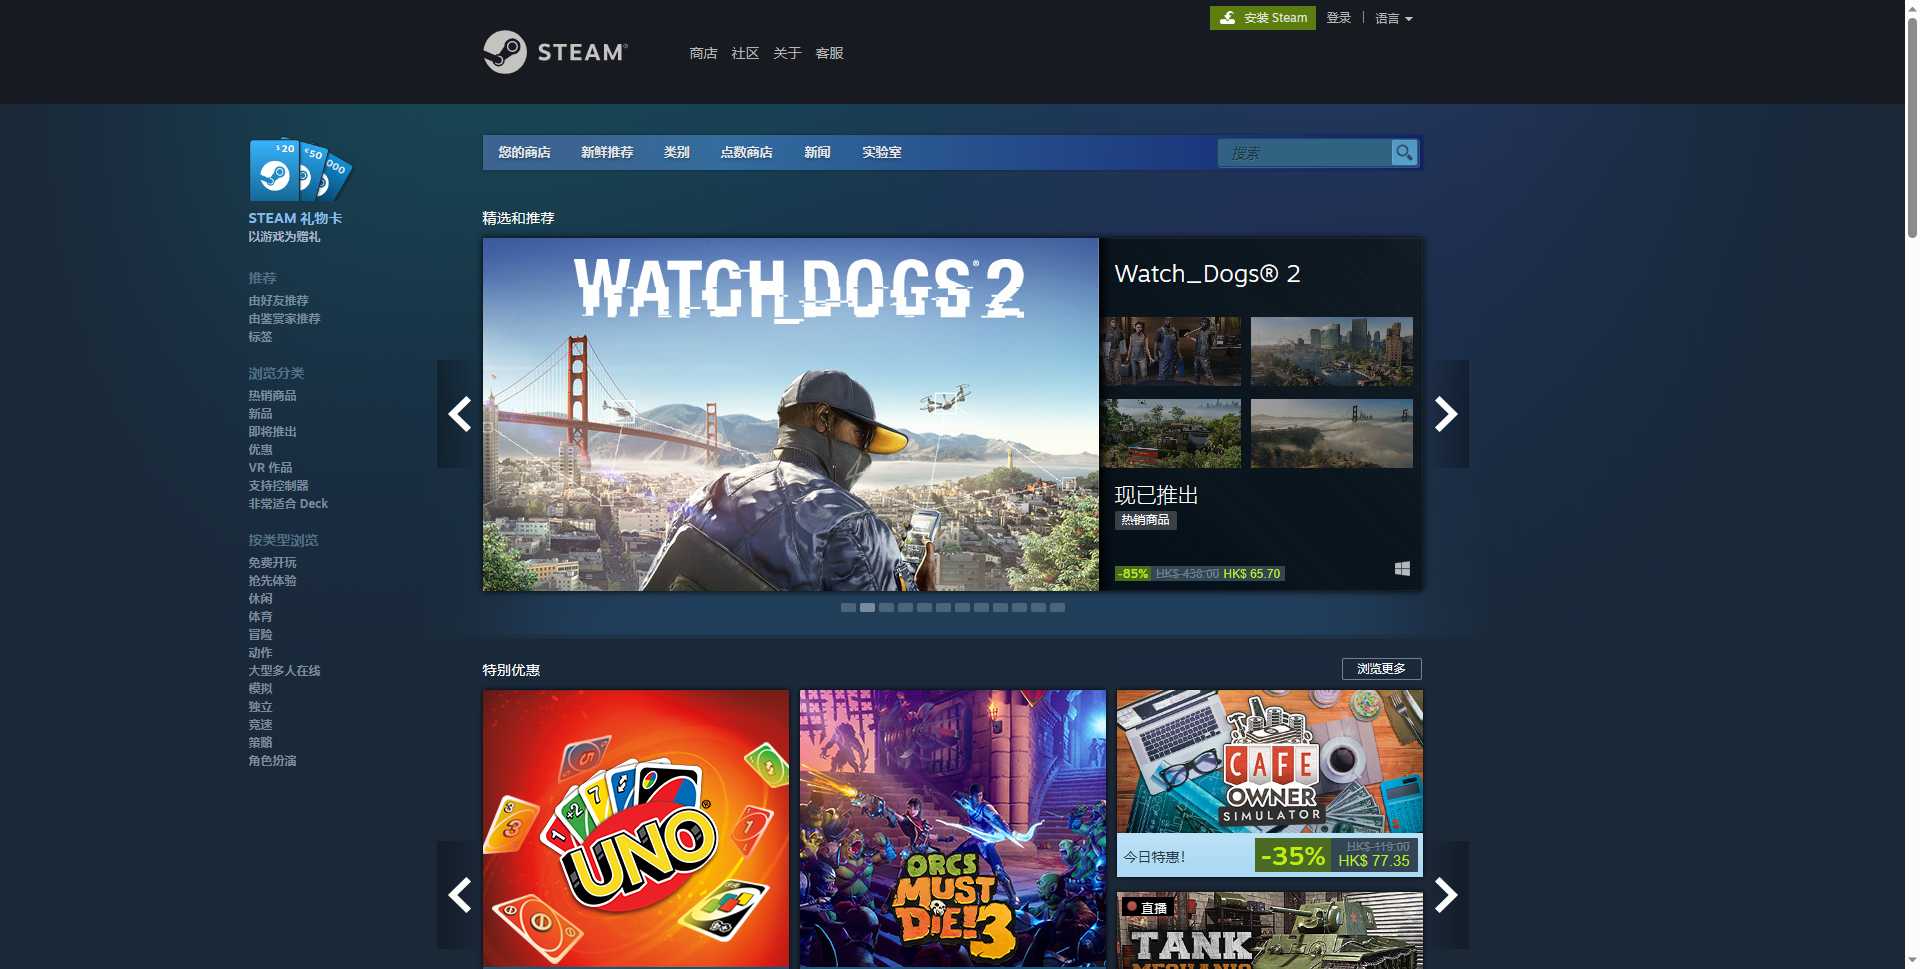 安装 Steam 登录 | 语言
STEAM®
商店 社区 关于 客服
$20 €50 000
STEAM 礼物卡
以游戏为赠礼
推荐
由好友推荐
由鉴赏家推荐
标签
浏览分类
热销商品
新品
即将推出
优惠
VR 作品
支持控制器
非常适合 Deck
按类型浏览
免费开玩
抢先体验
休闲
体育
冒险
动作
大型多人在线
模拟
独立
竞速
策略
角色扮演
您的商店 新鲜推荐 类别 点数商店 新闻 实验室 搜索
精选和推荐
WATCH_DOGS® 2
Watch_Dogs® 2
现已推出
热销商品
-85% HK$ 438.00 HK$ 65.70
特别优惠 浏览更多
1 +2 7
3
1
UNO®
ORCS
MUST
DIE! 3
CAFE
OWNER
SIMULATOR
今日特惠！ -35% HK$ 119.00
HK$ 77.35
直播
TANK
MECHANIC